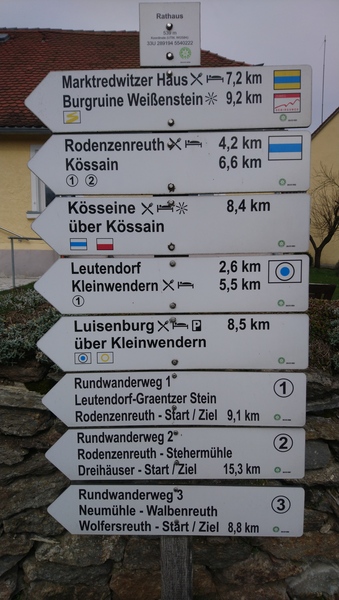 Rathaus
Marktredwitzer Haus 7,2 km
Burgruine Weißenstein 9,2 km
Rodenzenreuth 4,2 km
Kössain 6,6 km
1 2
Kösseine 8,4 km
über Kössain
Leutendorf 2,6 km
Kleinwendern 5,5 km
1
Luisenburg P 8,5 km
über Kleinwendern
Rundwanderweg 1 1
Leutendorf-Graentzer Stein
Rodenzenreuth - Start / Ziel 9,1 km
Rundwanderweg 2 2
Rodenzenreuth - Stehermühle
Dreihäuser - Start / Ziel 15,3 km
Rundwanderweg 3 3
Neumühle - Walbenreuth
Wolfersreuth - Start / Ziel 8,8 km